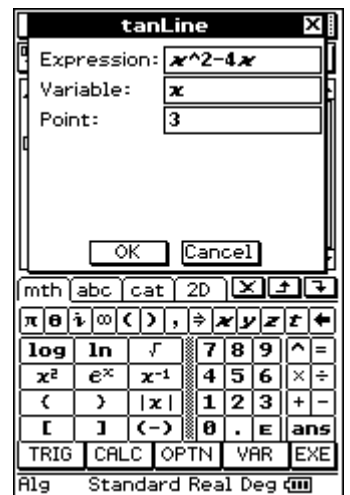 tanLine
Expression: x^2-4x
Variable: x
Point: 3
OK Cancel
mth abc cat 2D
π θ i ∞ ( ) , ⇒ x y z t ←
log ln √ 7 8 9 ^ =
x² eˣ x⁻¹ 4 5 6 × ÷
( ) |x| 1 2 3 + −
[ ] (-) 0 . E ans
TRIG CALC OPTN VAR EXE
Alg Standard Real Deg